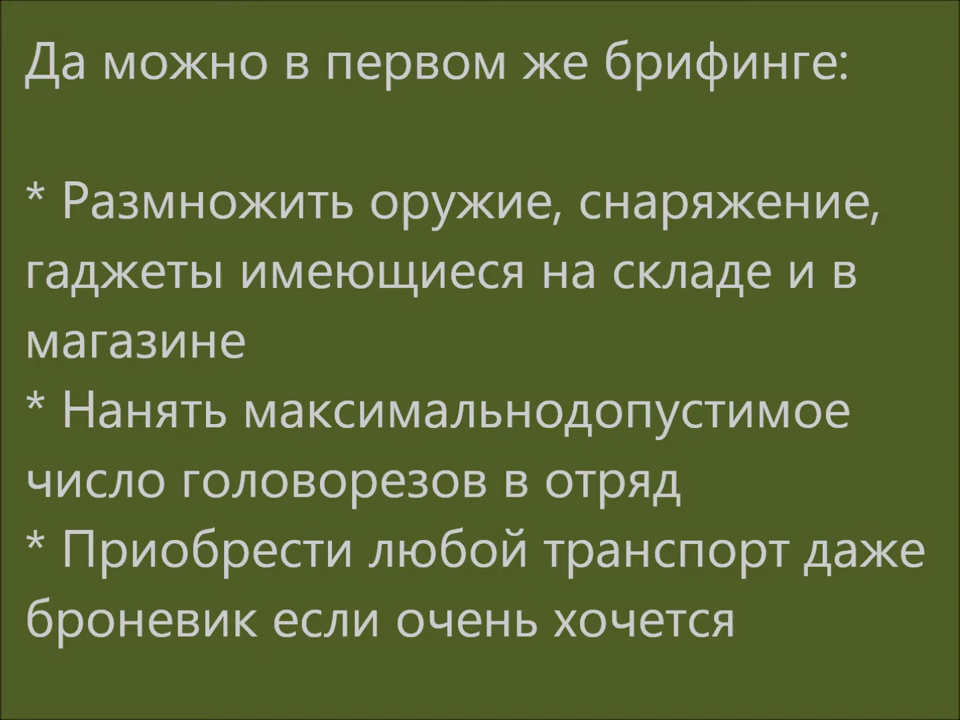 Да можно в первом же брифинге:
* Размножить оружие, снаряжение,
гаджеты имеющиеся на складе и в
магазине
* Нанять максимальнодопустимое
число головорезов в отряд
* Приобрести любой транспорт даже
броневик если очень хочется